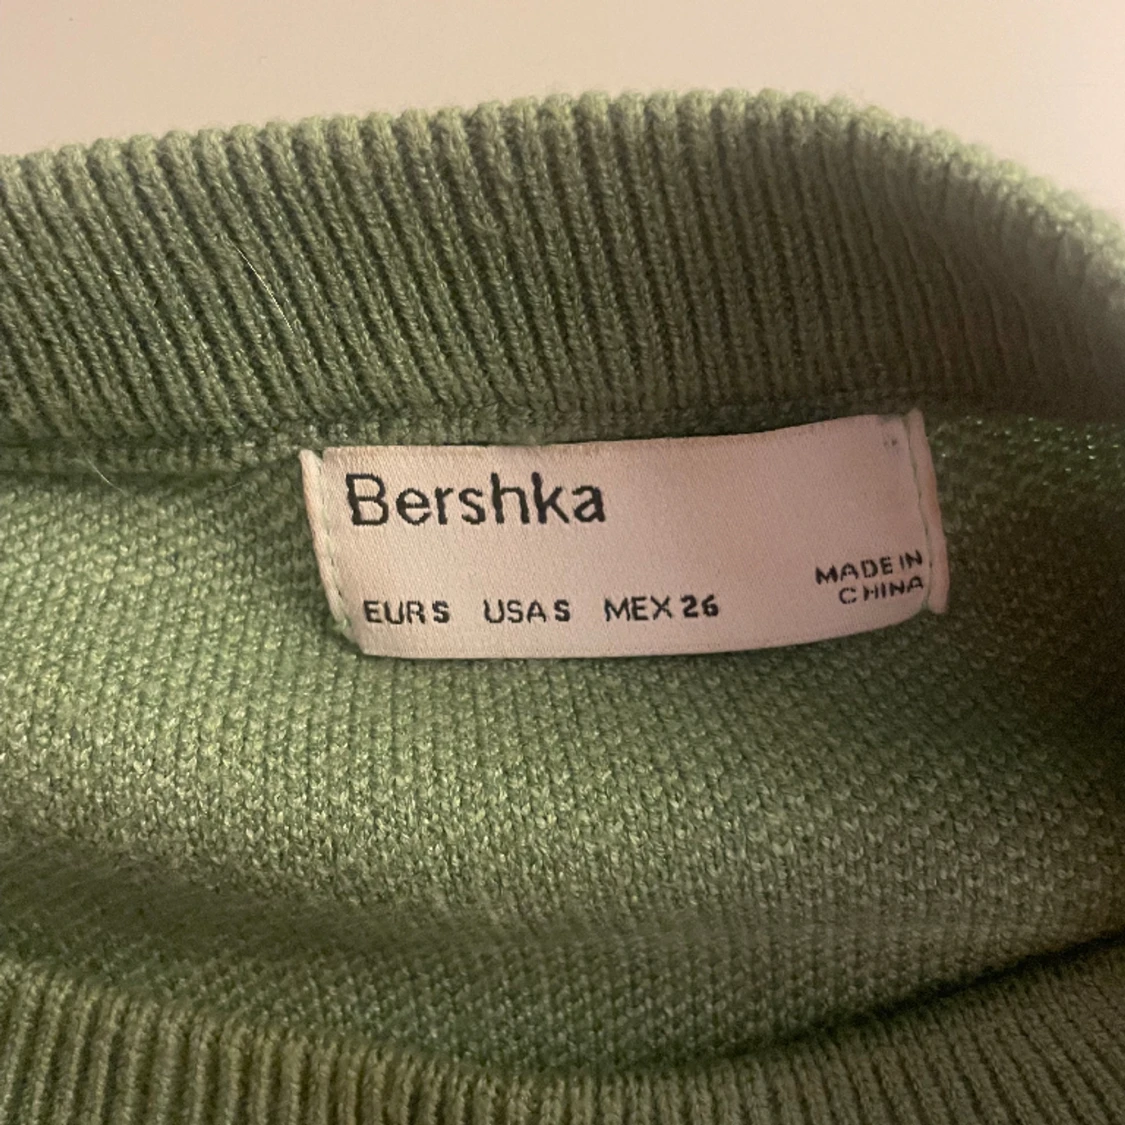 Bershka
EUR S USA S MEX 26
MADE IN
CHINA